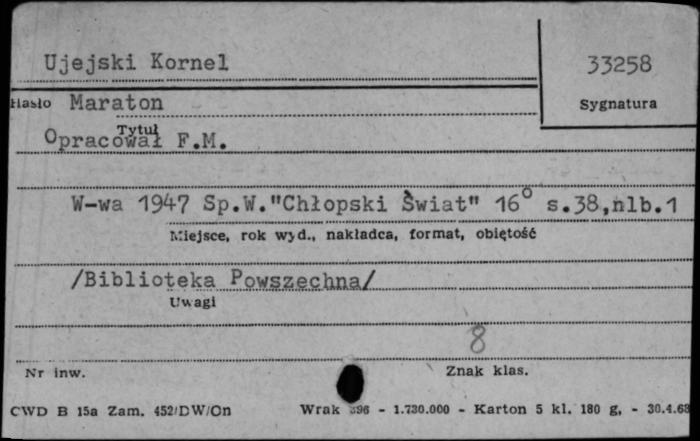 Ujejski Kornel
33258
Hasło Maraton
Sygnatura
Tytuł
Opracował F.M.
W-wa 1947 Sp.W."Chłopski Świat" 16° s.38,nlb.1
Miejsce, rok wyd., nakładca, format, objętość
/Biblioteka Powszechna/
Uwagi
8
Nr inw.
Znak klas.
CWD B 15a Zam. 452/DW/On Wrak 396 - 1.730.000 - Karton 5 kl. 180 g, - 30.4.63